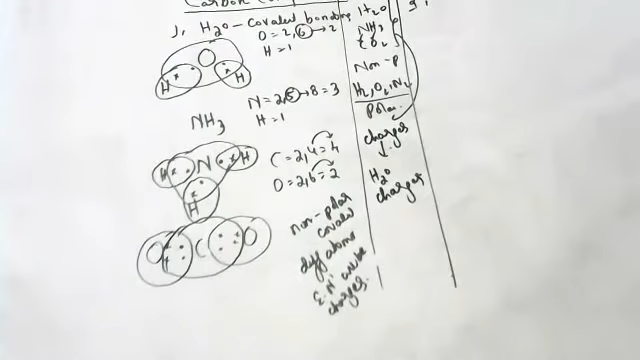 Carbon
1, H₂O - Covalent bonding
O = 2,6 → 2
H = 1
O
H
H
N = 2,5 → 8 = 3
H = 1
NH₃
H
N
H
H
C = 2,4 = 4
O = 2,6 = 2
O
C
O
non-polar
covalent
diff atoms
charges.
H₂O
NH₃
Non-p
H₂, O₂, N₂
Polar
charges
↓
H₂O
charges